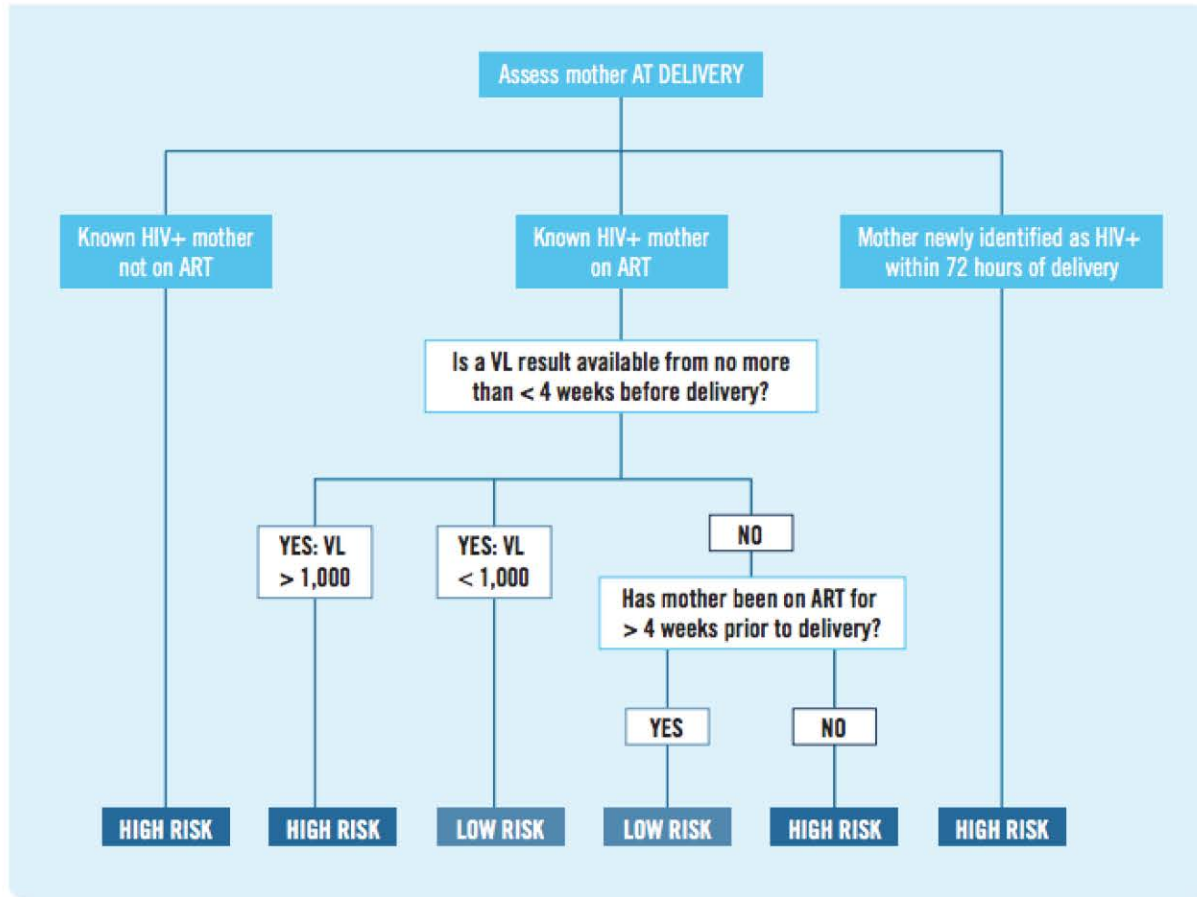 Assess mother AT DELIVERY
Known HIV+ mother
not on ART
Known HIV+ mother
on ART
Mother newly identified as HIV+
within 72 hours of delivery
Is a VL result available from no more
than < 4 weeks before delivery?
YES: VL
> 1,000
YES: VL
< 1,000
NO
Has mother been on ART for
> 4 weeks prior to delivery?
YES
NO
HIGH RISK
HIGH RISK
LOW RISK
LOW RISK
HIGH RISK
HIGH RISK